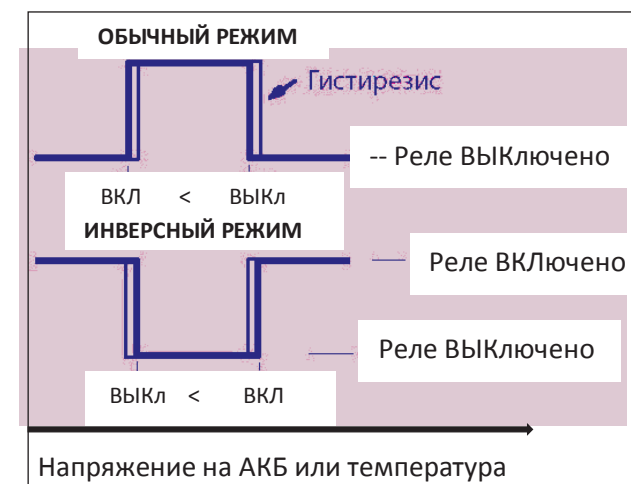 ОБЫЧНЫЙ РЕЖИМ
Гистирезис
-- Реле ВЫКлючено
ВКЛ < ВЫКл
ИНВЕРСНЫЙ РЕЖИМ
Реле ВКЛючено
Реле ВЫКлючено
ВЫКл < ВКЛ
Напряжение на АКБ или температура